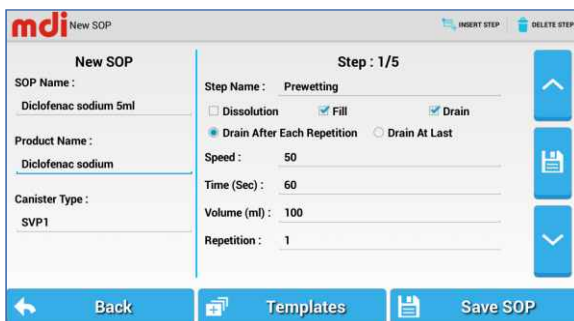 mdi New SOP
INSERT STEP
DELETE STEP
New SOP
SOP Name :
Diclofenac sodium 5ml
Product Name :
Diclofenac sodium
Canister Type :
SVP1
Step : 1/5
Step Name : Prewetting
Dissolution Fill Drain
Drain After Each Repetition Drain At Last
Speed : 50
Time (Sec) : 60
Volume (ml) : 100
Repetition : 1
Back
Templates
Save SOP